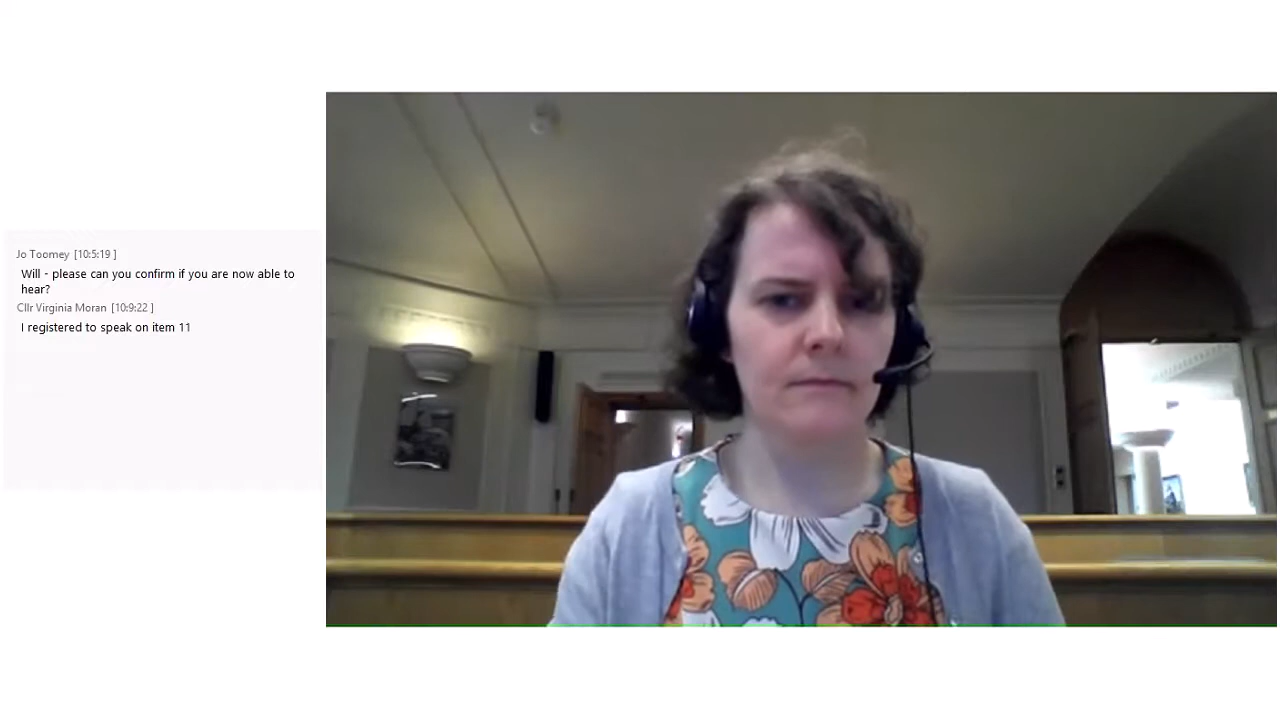 Jo Toomey [10:5:19 ]
Will - please can you confirm if you are now able to
hear?
Cllr Virginia Moran [10:9:22 ]
I registered to speak on item 11